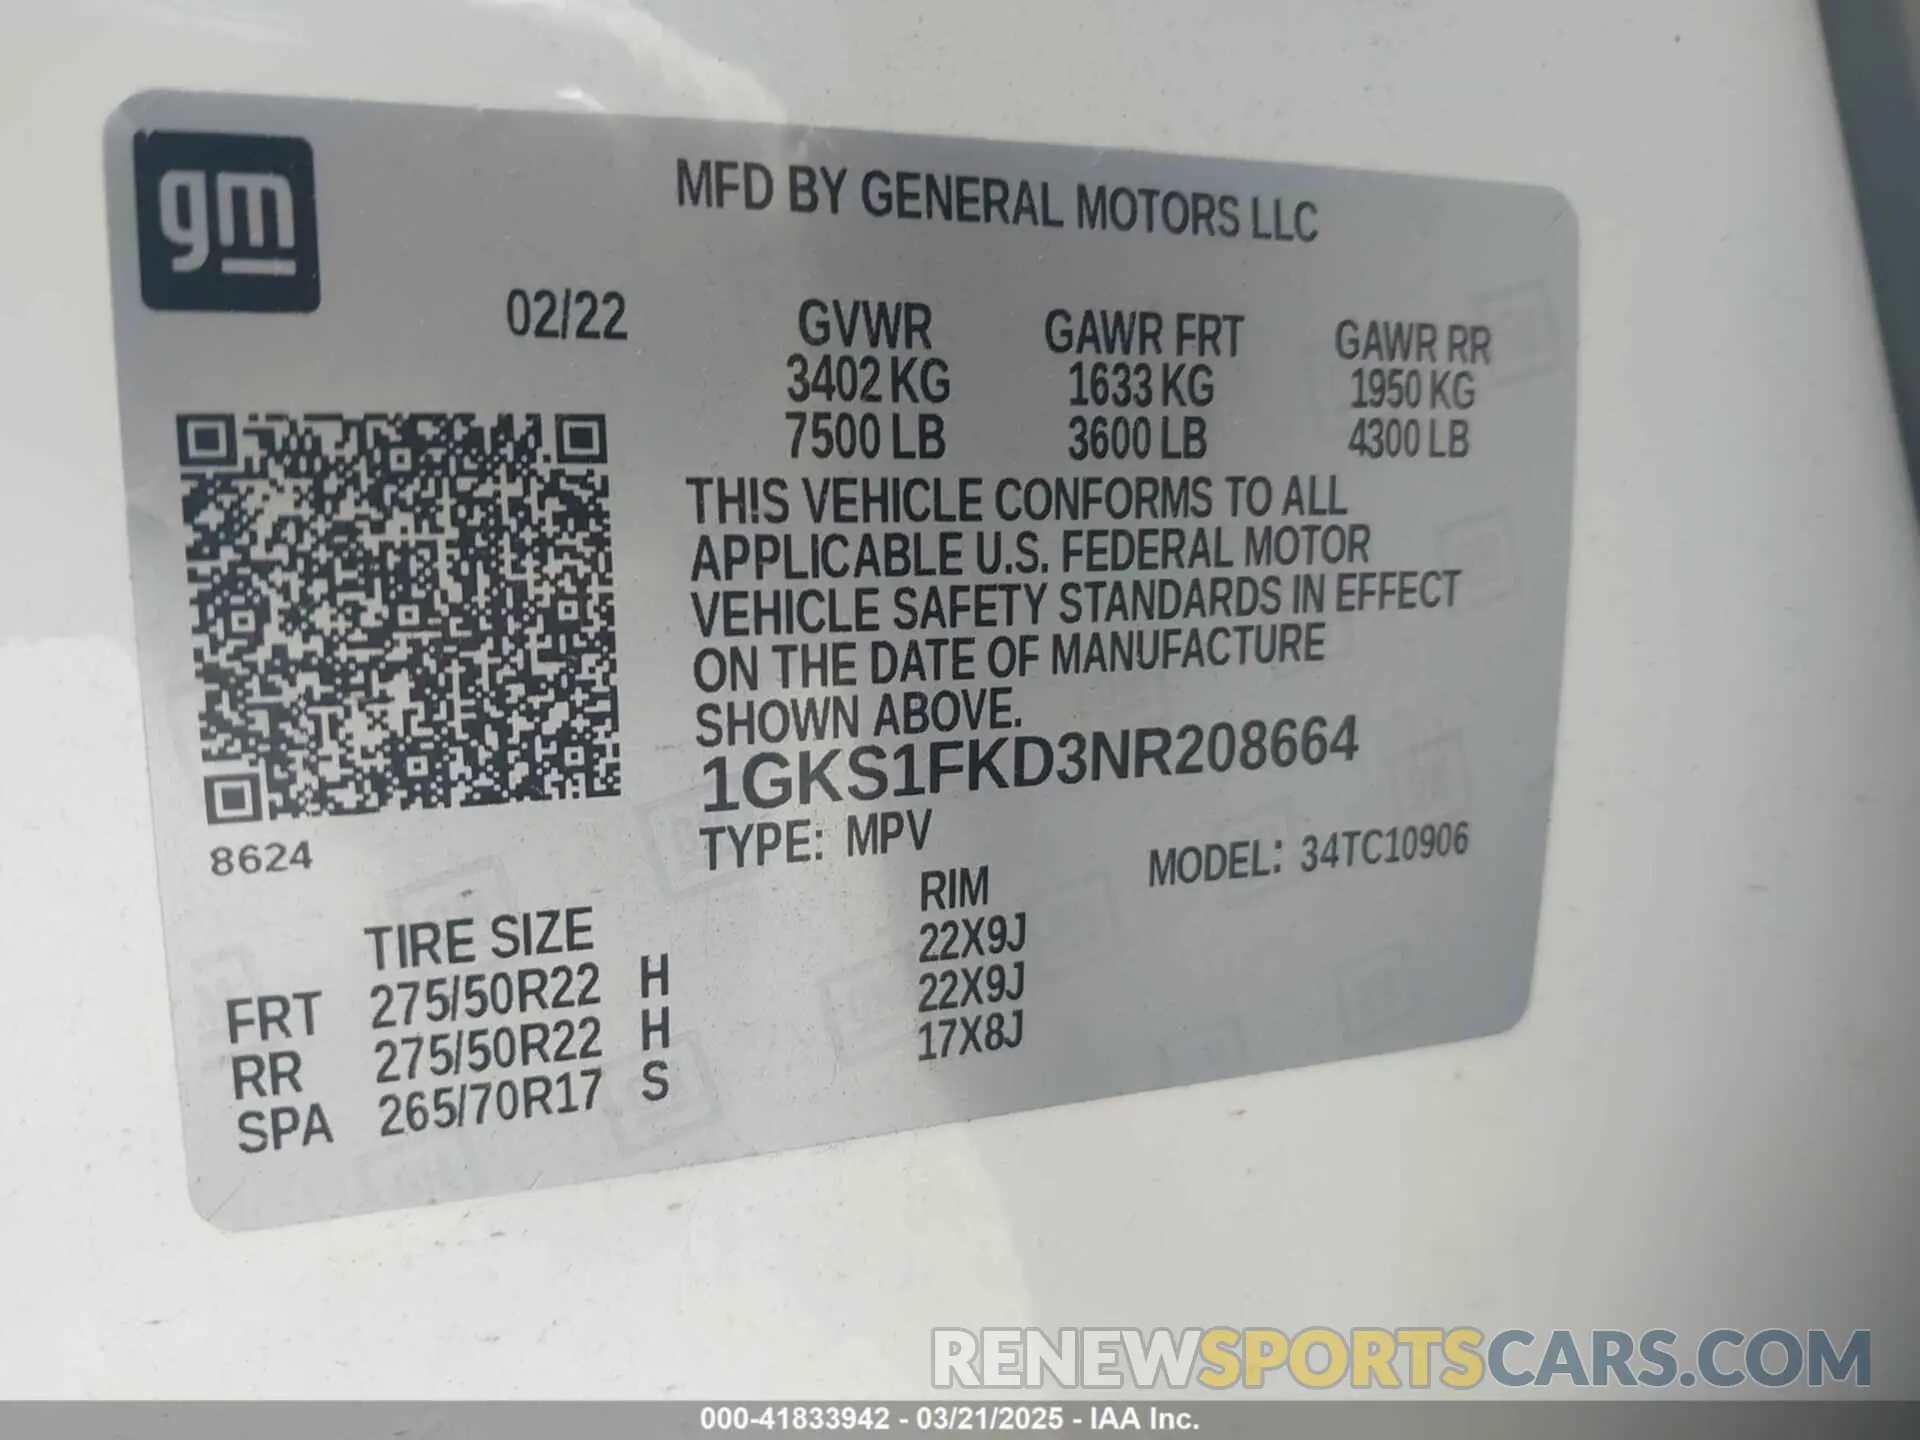 gm
MFD BY GENERAL MOTORS LLC
02/22
GVWR GAWR FRT GAWR RR
3402 KG 1633 KG 1950 KG
7500 LB 3600 LB 4300 LB
THIS VEHICLE CONFORMS TO ALL
APPLICABLE U.S. FEDERAL MOTOR
VEHICLE SAFETY STANDARDS IN EFFECT
ON THE DATE OF MANUFACTURE
SHOWN ABOVE.
1GKS1FKD3NR208664
TYPE: MPV MODEL: 34TC10906
8624
TIRE SIZE RIM
FRT 275/50R22 H 22X9J
RR 275/50R22 H 22X9J
SPA 265/70R17 S 17X8J
RENEWSPORTSCARS.COM
000-41833942 - 03/21/2025 - IAA Inc.